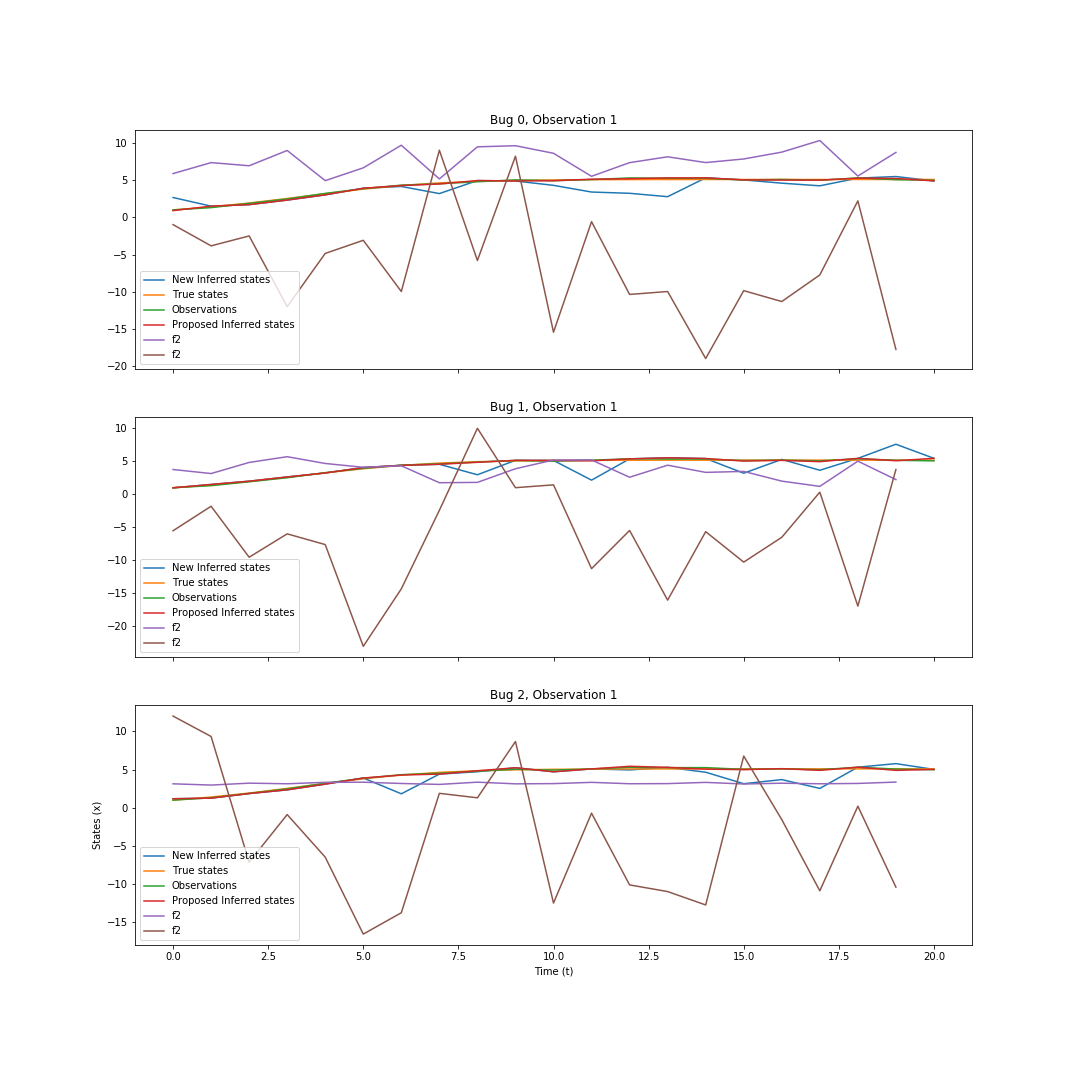 Bug 0, Observation 1
10
5
0
−5
−10
−15
−20
New Inferred states
True states
Observations
Proposed Inferred states
f2
f2
Bug 1, Observation 1
10
5
0
−5
−10
−15
−20
New Inferred states
True states
Observations
Proposed Inferred states
f2
f2
Bug 2, Observation 1
States (x)
10
5
0
−5
−10
−15
New Inferred states
True states
Observations
Proposed Inferred states
f2
f2
0.0 2.5 5.0 7.5 10.0 12.5 15.0 17.5 20.0
Time (t)